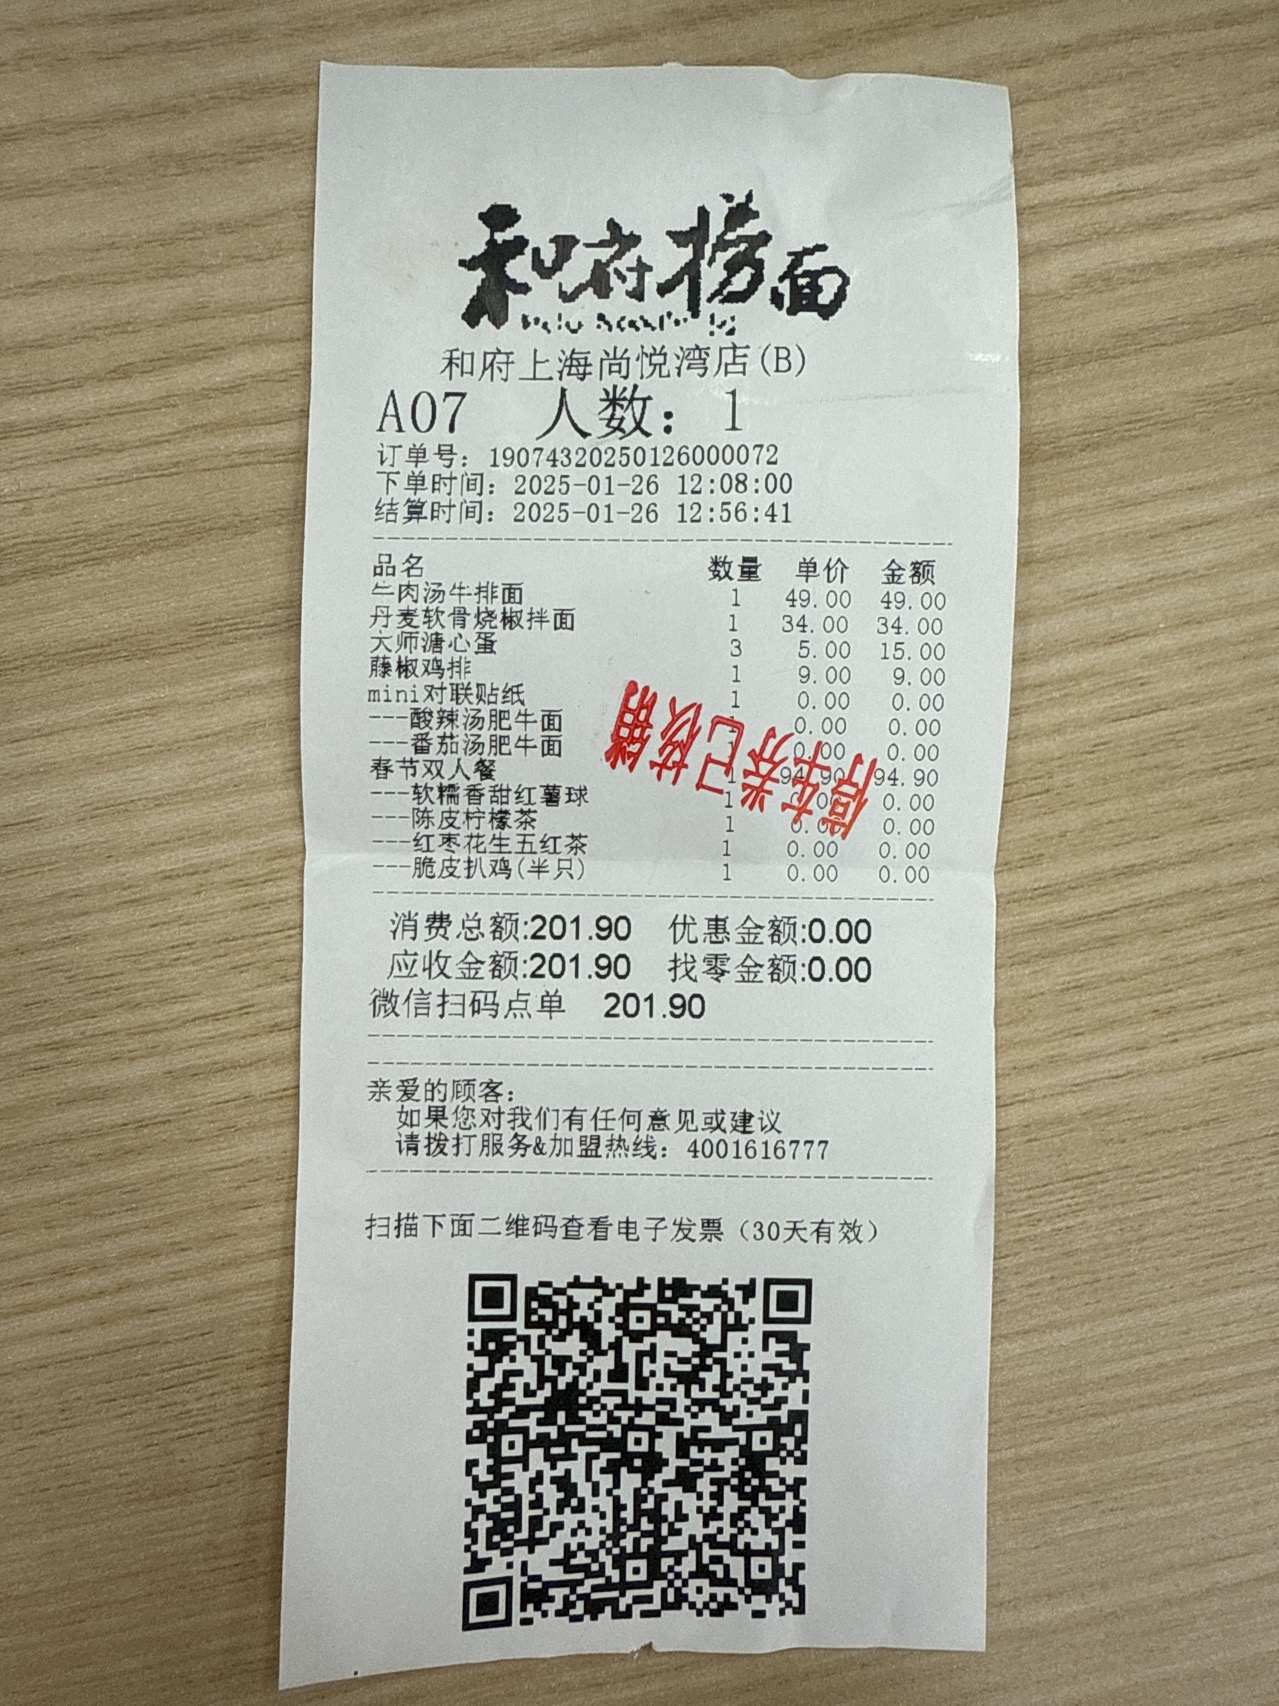 和府捞面
和府上海尚悦湾店(B)
A07 人数: 1
订单号: 19074320250126000072
下单时间: 2025-01-26 12:08:00
结算时间: 2025-01-26 12:56:41
品名 数量 单价 金额
牛肉汤牛排面 1 49.00 49.00
丹麦软骨烧椒拌面 1 34.00 34.00
大师溏心蛋 3 5.00 15.00
藤椒鸡排 1 9.00 9.00
mini对联贴纸 1 0.00 0.00
---酸辣汤肥牛面 1 0.00 0.00
---番茄汤肥牛面 0.00 0.00
春节双人餐 1 94.90 94.90
---软糯香甜红薯球 1 0.00 0.00
---陈皮柠檬茶 1 0.00 0.00
---红枣花生五红茶 1 0.00 0.00
---脆皮扒鸡(半只) 1 0.00 0.00
停车券已核销
消费总额:201.90 优惠金额:0.00
应收金额:201.90 找零金额:0.00
微信扫码点单 201.90
亲爱的顾客:
如果您对我们有任何意见或建议
请拨打服务&加盟热线: 4001616777
扫描下面二维码查看电子发票（30天有效）